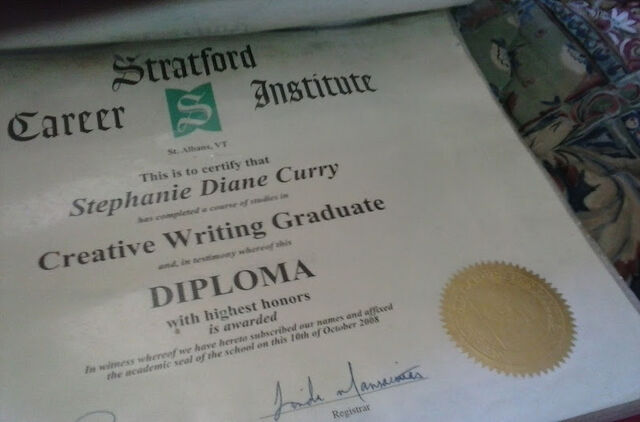 Stratford
Career S Institute
St. Albans, VT
This is to certify that
Stephanie Diane Curry
has completed a course of studies in
Creative Writing Graduate
and, in testimony whereof this
DIPLOMA
with highest honors
is awarded
In witness whereof we have hereto subscribed our names and affixed
the academic seal of the school on this 10th of October 2008
Registrar